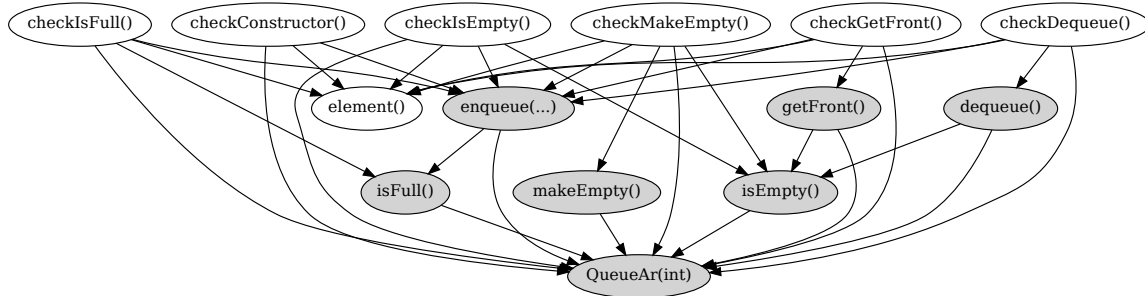 checkIsFull()
checkConstructor()
checkIsEmpty()
checkMakeEmpty()
checkGetFront()
checkDequeue()
element()
enqueue(...)
getFront()
dequeue()
isFull()
makeEmpty()
isEmpty()
QueueAr(int)